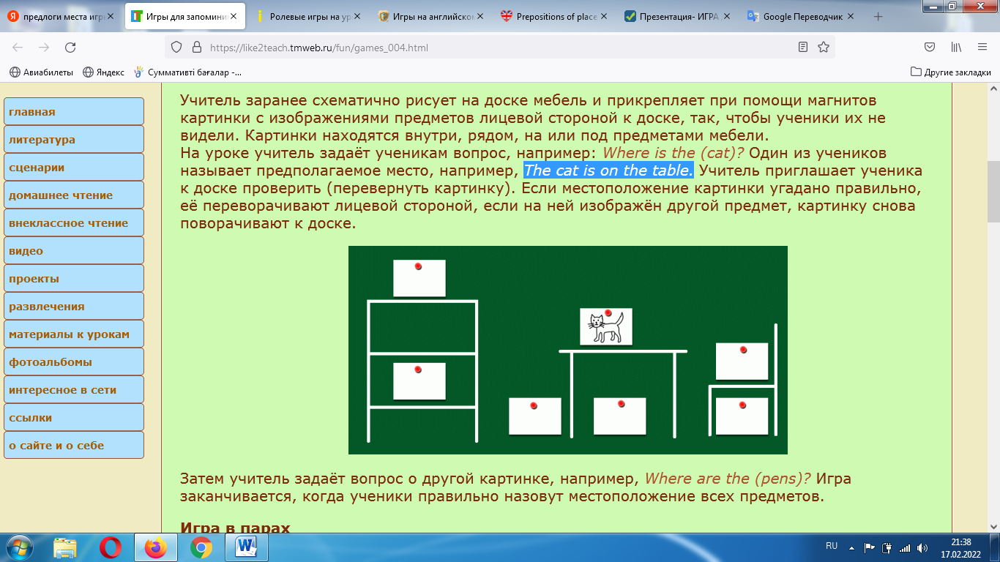 предлоги места игры
Игры для запомини
Ролевые игры на ур
Игры на английском
Prepositions of place
Презентация- ИГРА
Google Переводчик
https://like2teach.tmweb.ru/fun/games_004.html
Авиабилеты
Яндекс
Суммативті бағалар -...
Другие закладки
главная
литература
сценарии
домашнее чтение
внеклассное чтение
видео
проекты
развлечения
материалы к урокам
фотоальбомы
интересное в сети
ссылки
о сайте и о себе
Учитель заранее схематично рисует на доске мебель и прикрепляет при помощи магнитов
картинки с изображениями предметов лицевой стороной к доске, так, чтобы ученики их не
видели. Картинки находятся внутри, рядом, на или под предметами мебели.
На уроке учитель задаёт ученикам вопрос, например: Where is the (cat)? Один из учеников
называет предполагаемое место, например, The cat is on the table. Учитель приглашает ученика
к доске проверить (перевернуть картинку). Если местоположение картинки угадано правильно,
её переворачивают лицевой стороной, если на ней изображён другой предмет, картинку снова
поворачивают к доске.
Затем учитель задаёт вопрос о другой картинке, например, Where are the (pens)? Игра
заканчивается, когда ученики правильно назовут местоположение всех предметов.
Игра в парах
RU
21:38
17.02.2022